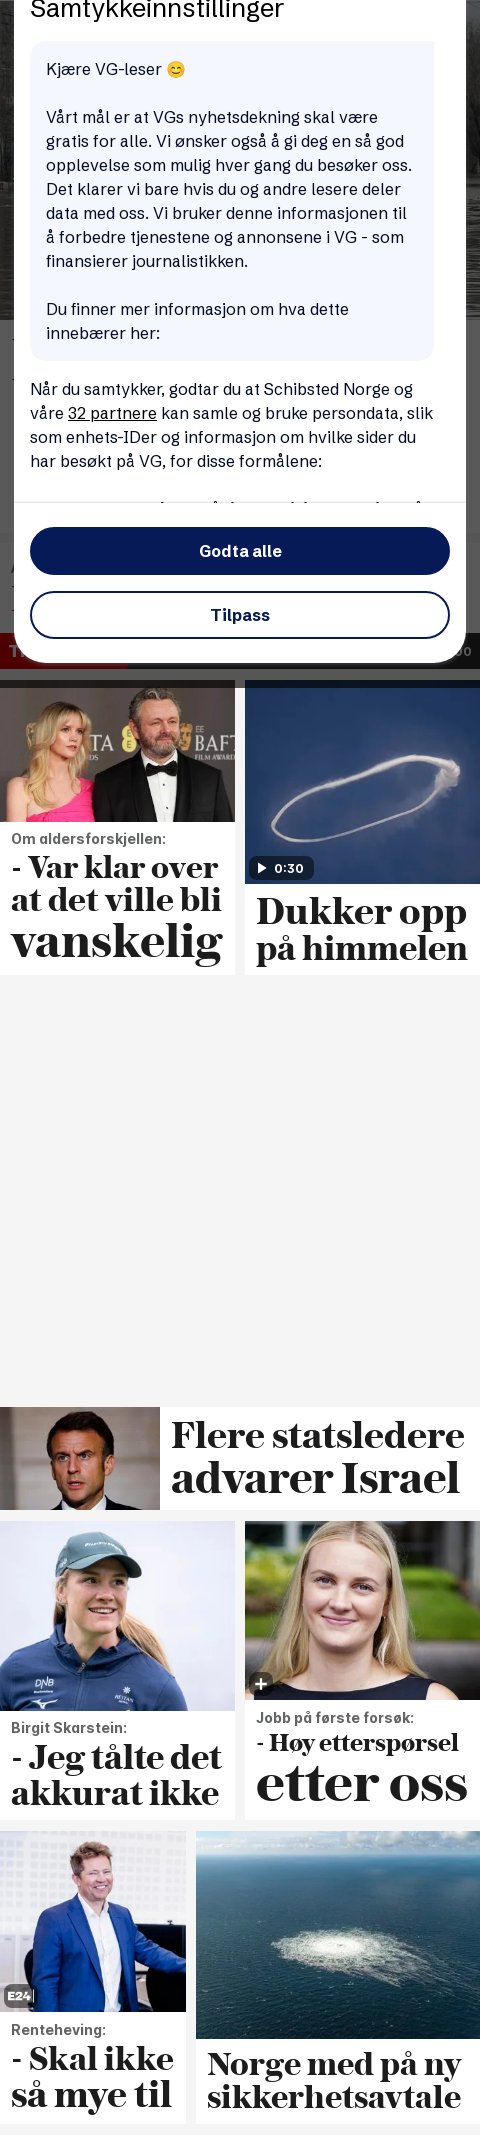 Samtykkeinnstillinger
Kjære VG-leser 😊
Vårt mål er at VGs nyhetsdekning skal være
gratis for alle. Vi ønsker også å gi deg en så god
opplevelse som mulig hver gang du besøker oss.
Det klarer vi bare hvis du og andre lesere deler
data med oss. Vi bruker denne informasjonen til
å forbedre tjenestene og annonsene i VG - som
finansierer journalistikken.
Du finner mer informasjon om hva dette
innebærer her:
Når du samtykker, godtar du at Schibsted Norge og
våre 32 partnere kan samle og bruke persondata, slik
som enhets-IDer og informasjon om hvilke sider du
har besøkt på VG, for disse formålene:
Godta alle
Tilpass
Om aldersforskjellen:
- Var klar over
at det ville bli
vanskelig
0:30
Dukker opp
på himmelen
Flere statsledere
advarer Israel
Birgit Skarstein:
- Jeg tålte det
akkurat ikke
Jobb på første forsøk:
- Høy etterspørsel
etter oss
E24
Renteheving:
- Skal ikke
så mye til
Norge med på ny
sikkerhetsavtale